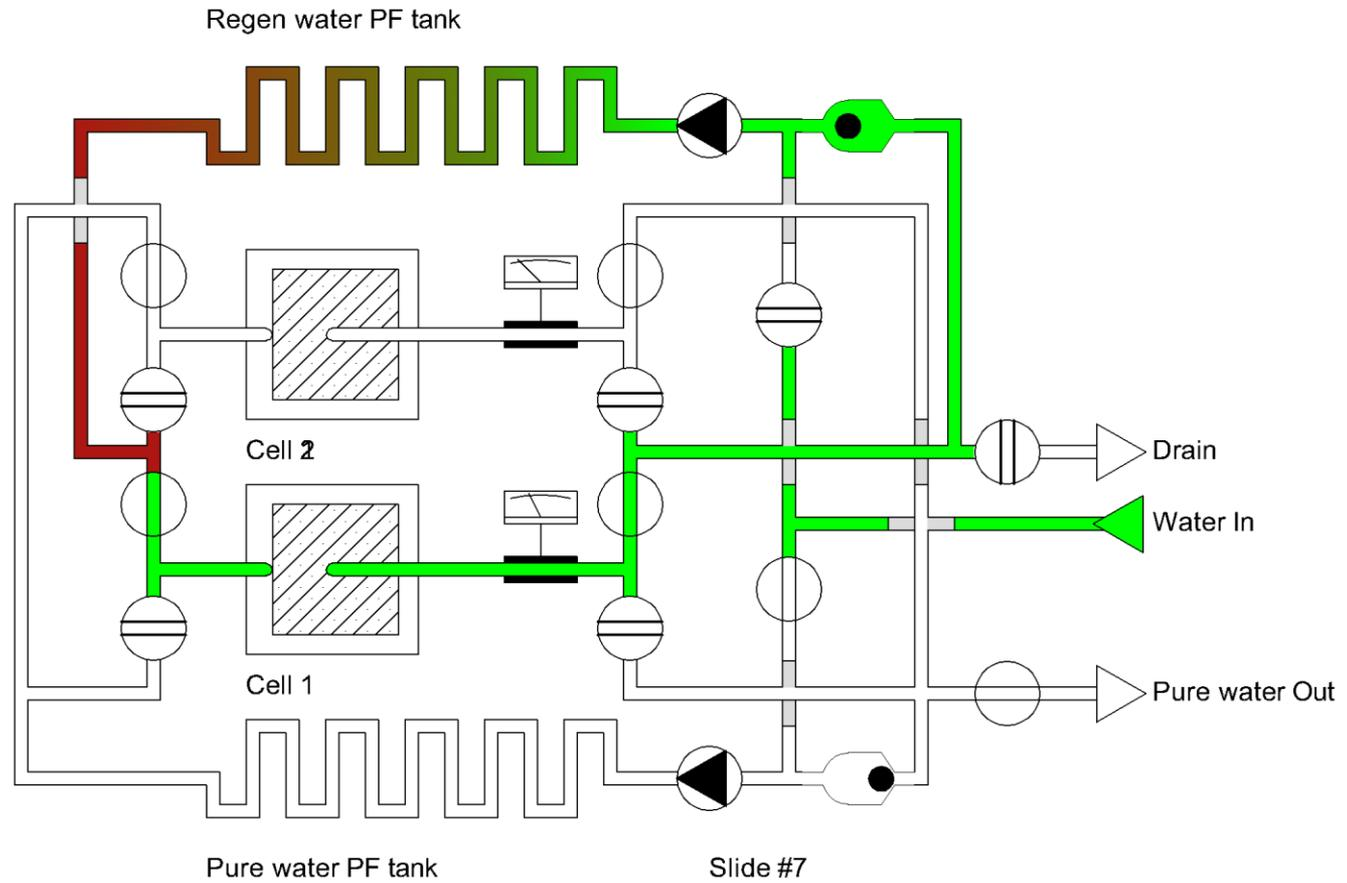 Regen water PF tank
Cell 2
Drain
Water In
Cell 1
Pure water Out
Pure water PF tank
Slide #7